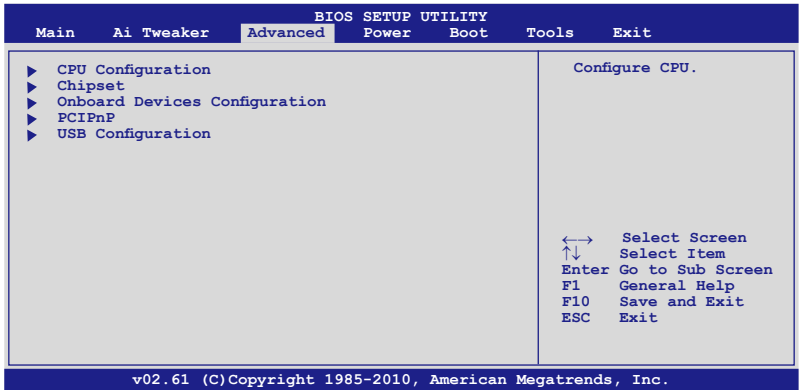 BIOS SETUP UTILITY
Main Ai Tweaker Advanced Power Boot Tools Exit
CPU Configuration
Chipset
Onboard Devices Configuration
PCIPnP
USB Configuration
Configure CPU.
←→ Select Screen
↑↓ Select Item
Enter Go to Sub Screen
F1 General Help
F10 Save and Exit
ESC Exit
v02.61 (C)Copyright 1985-2010, American Megatrends, Inc.